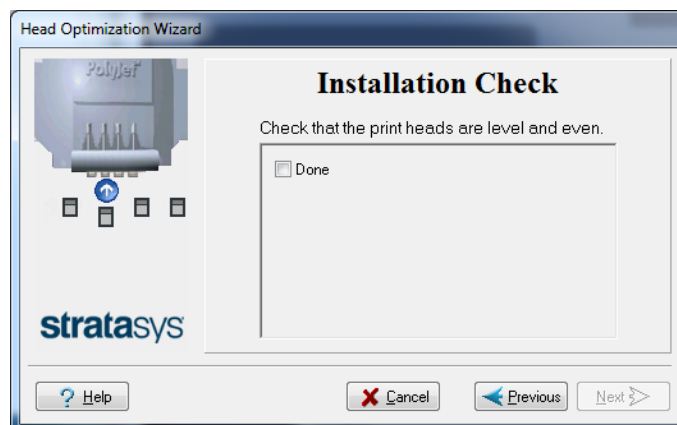 Head Optimization Wizard
PolyJet
Installation Check
Check that the print heads are level and even.
Done
stratasys
? Help
Cancel
Previous
Next